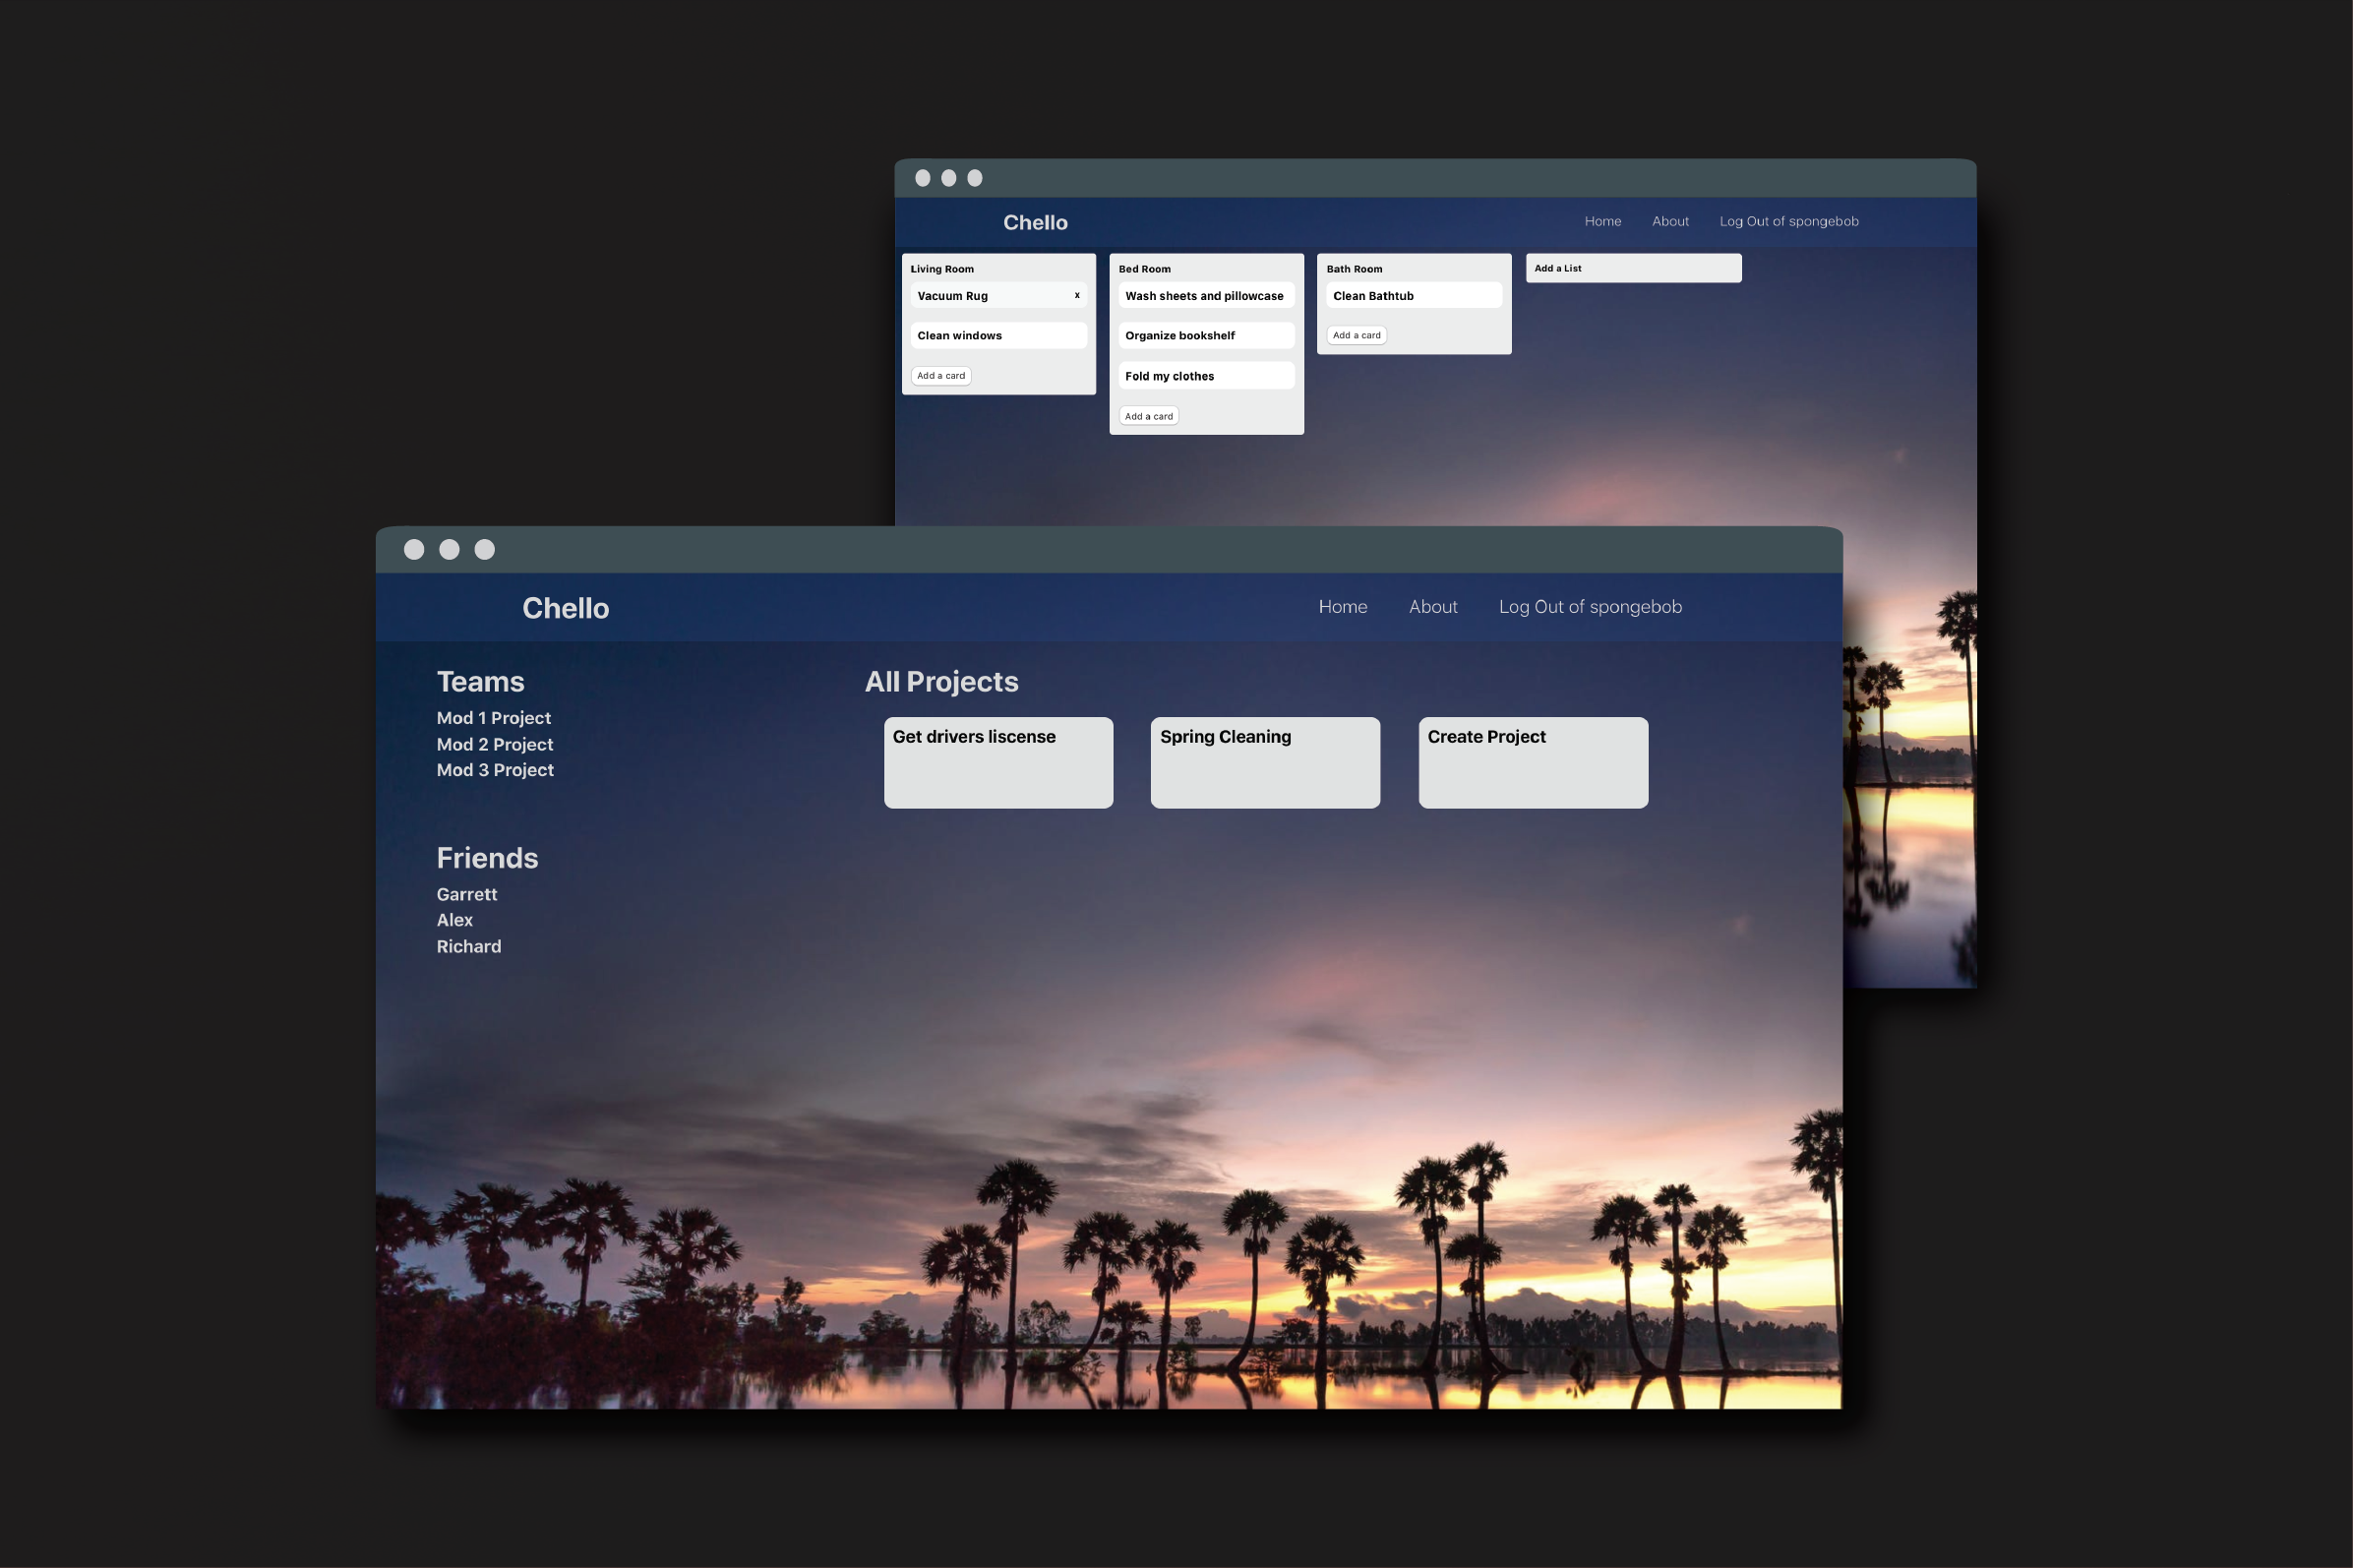 Chello
Home About Log Out of spongebob
Living Room
Vacuum Rug x
Clean windows
Add a card
Bed Room
Wash sheets and pillowcase
Organize bookshelf
Fold my clothes
Add a card
Bath Room
Clean Bathtub
Add a card
Add a List
Chello
Home About Log Out of spongebob
Teams
Mod 1 Project
Mod 2 Project
Mod 3 Project
Friends
Garrett
Alex
Richard
All Projects
Get drivers liscense
Spring Cleaning
Create Project